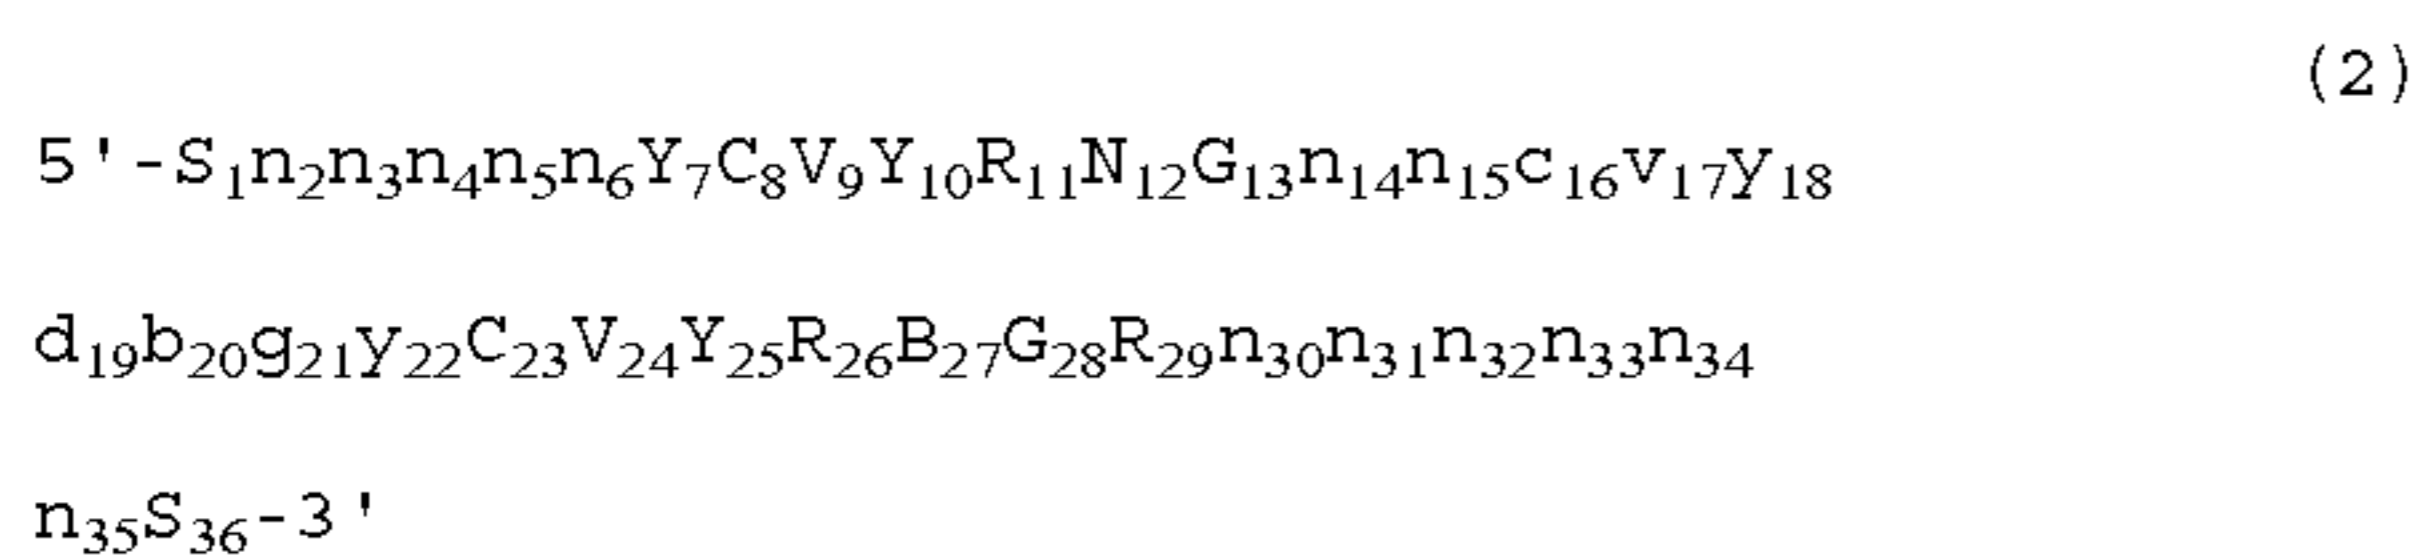 (2)
5'-S₁n₂n₃n₄n₅n₆Y₇C₈V₉Y₁₀R₁₁N₁₂G₁₃n₁₄n₁₅c₁₆v₁₇y₁₈
d₁₉b₂₀g₂₁y₂₂C₂₃V₂₄Y₂₅R₂₆B₂₇G₂₈R₂₉n₃₀n₃₁n₃₂n₃₃n₃₄
n₃₅S₃₆-3'